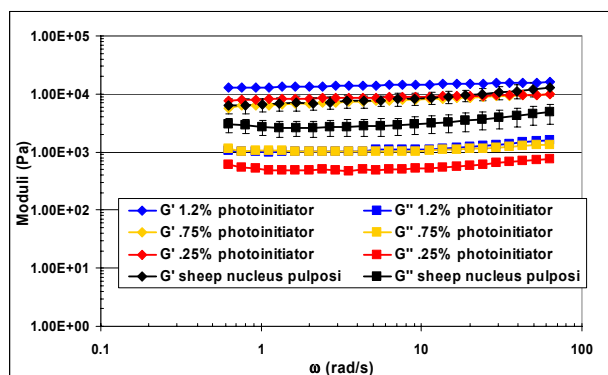 1.00E+05
1.00E+04
1.00E+03
1.00E+02
1.00E+01
1.00E+00
Moduli (Pa)
G' 1.2% photoinitiator
G" 1.2% photoinitiator
G' .75% photoinitiator
G" .75% photoinitiator
G' .25% photoinitiator
G" .25% photoinitiator
G' sheep nucleus pulposi
G" sheep nucleus pulposi
0.1 1 10 100
ω (rad/s)